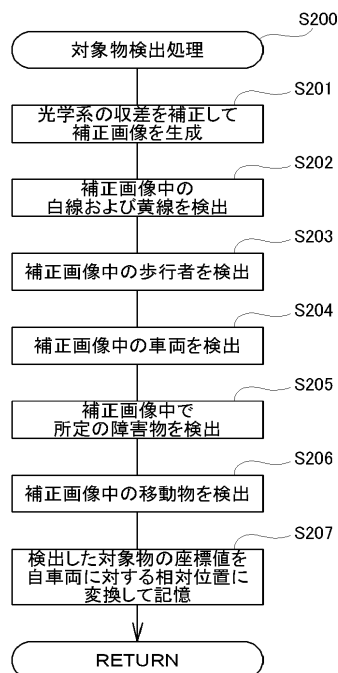 S200
対象物検出処理
S201
光学系の収差を補正して
補正画像を生成
S202
補正画像中の
白線および黄線を検出
S203
補正画像中の歩行者を検出
S204
補正画像中の車両を検出
S205
補正画像中で
所定の障害物を検出
S206
補正画像中の移動物を検出
S207
検出した対象物の座標値を
自車両に対する相対位置に
変換して記憶
RETURN